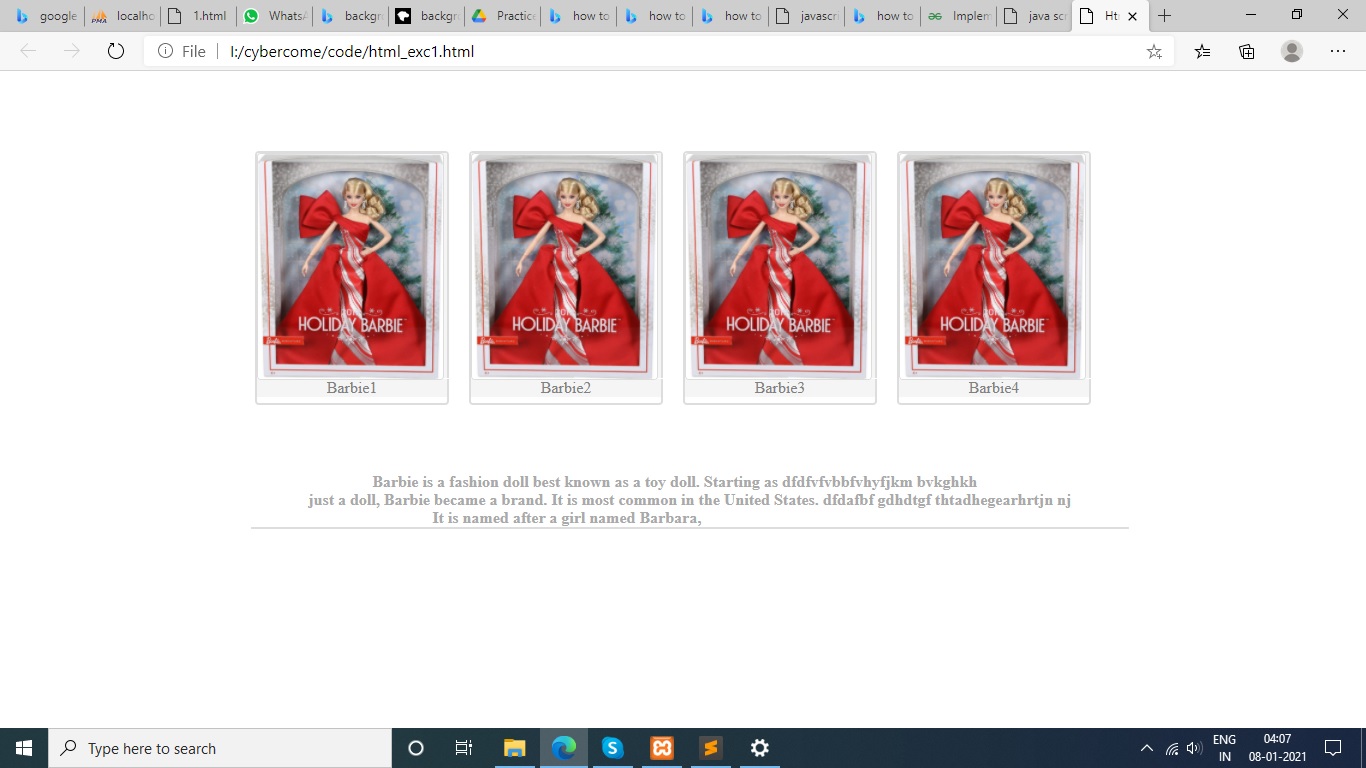 google
localho
1.html
WhatsA
backgro
backgro
Practice
how to
how to
how to
javascri
how to
Implem
java scr
Ht
File
I:/cybercome/code/html_exc1.html
HOLIDAY BARBIE
HOLIDAY BARBIE
HOLIDAY BARBIE
HOLIDAY BARBIE
Barbie1
Barbie2
Barbie3
Barbie4
Barbie is a fashion doll best known as a toy doll. Starting as dfdfvfvbbfvhyfjkm bvkghkh
just a doll, Barbie became a brand. It is most common in the United States. dfdafbf gdhdtgf thtadhegearhrtjn nj
It is named after a girl named Barbara,
Type here to search
ENG
IN
04:07
08-01-2021